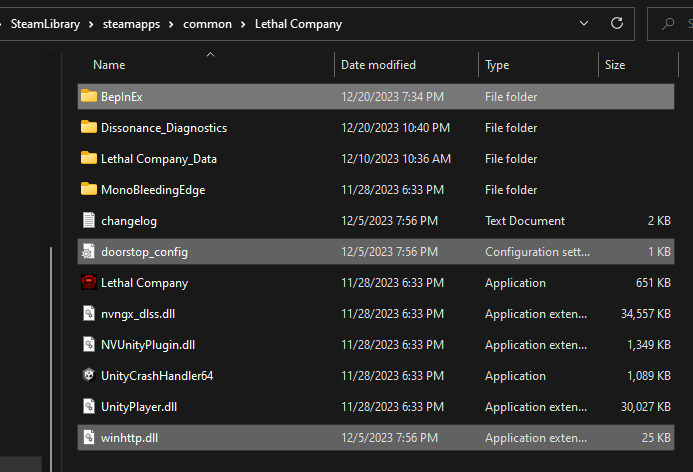 SteamLibrary > steamapps > common > Lethal Company
Name Date modified Type Size
BepInEx 12/20/2023 7:34 PM File folder
Dissonance_Diagnostics 12/20/2023 10:40 PM File folder
Lethal Company_Data 12/10/2023 10:36 AM File folder
MonoBleedingEdge 11/28/2023 6:33 PM File folder
changelog 12/5/2023 7:56 PM Text Document 2 KB
doorstop_config 12/5/2023 7:56 PM Configuration sett... 1 KB
Lethal Company 11/28/2023 6:33 PM Application 651 KB
nvngx_dlss.dll 11/28/2023 6:33 PM Application exten... 34,557 KB
NVUnityPlugin.dll 11/28/2023 6:33 PM Application exten... 1,349 KB
UnityCrashHandler64 11/28/2023 6:33 PM Application 1,089 KB
UnityPlayer.dll 11/28/2023 6:33 PM Application exten... 30,027 KB
winhttp.dll 12/5/2023 7:56 PM Application exten... 25 KB